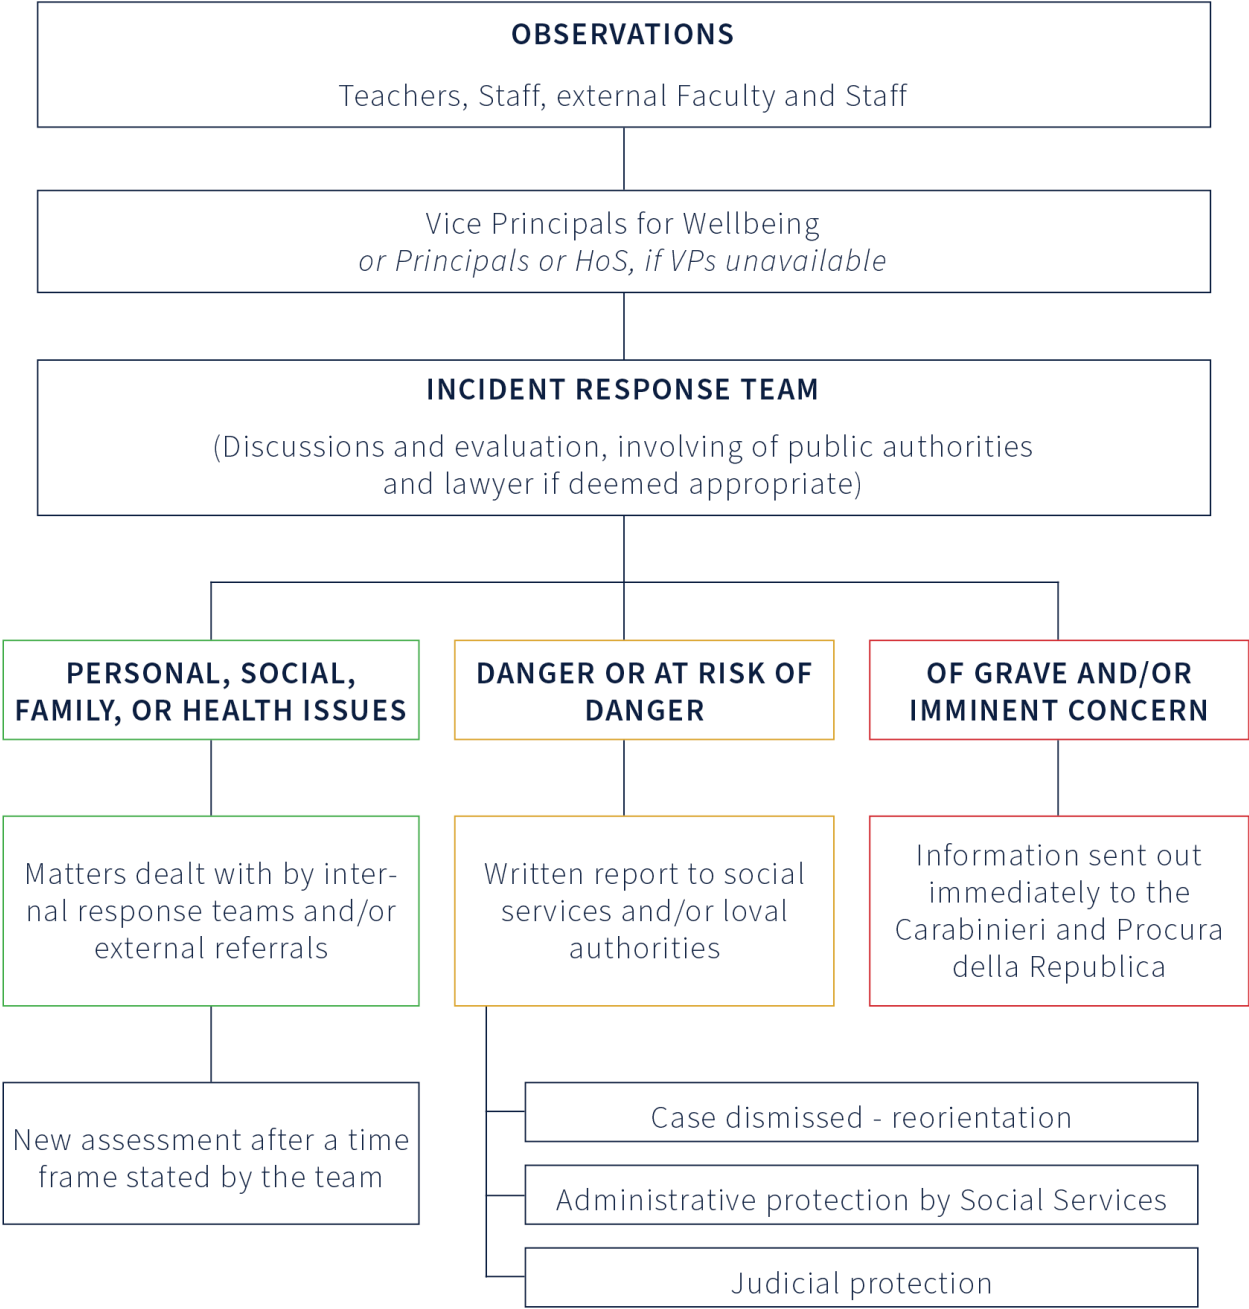 OBSERVATIONS
Teachers, Staff, external Faculty and Staff
Vice Principals for Wellbeing
or Principals or HoS, if VPs unavailable
INCIDENT RESPONSE TEAM
(Discussions and evaluation, involving of public authorities
and lawyer if deemed appropriate)
PERSONAL, SOCIAL,
FAMILY, OR HEALTH ISSUES
DANGER OR AT RISK OF
DANGER
OF GRAVE AND/OR
IMMINENT CONCERN
Matters dealt with by inter-
nal response teams and/or
external referrals
Written report to social
services and/or loval
authorities
Information sent out
immediately to the
Carabinieri and Procura
della Republica
New assessment after a time
frame stated by the team
Case dismissed - reorientation
Administrative protection by Social Services
Judicial protection